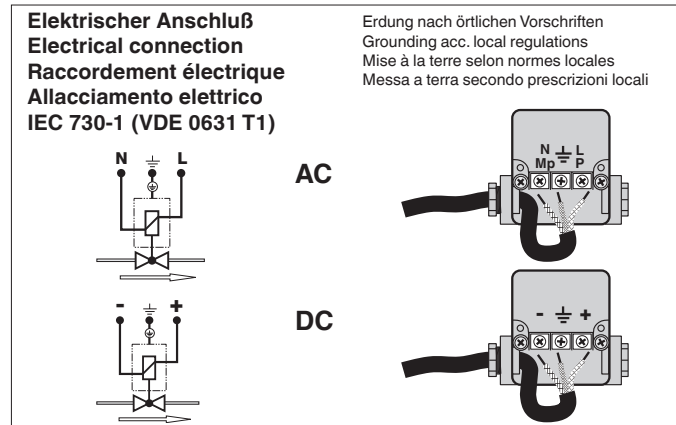 Elektrischer Anschluß
Electrical connection
Raccordement électrique
Allacciamento elettrico
IEC 730-1 (VDE 0631 T1)
Erdung nach örtlichen Vorschriften
Grounding acc. local regulations
Mise à la terre selon normes locales
Messa a terra secondo prescrizioni locali
N L
AC
N L
Mp P
- +
DC
- +